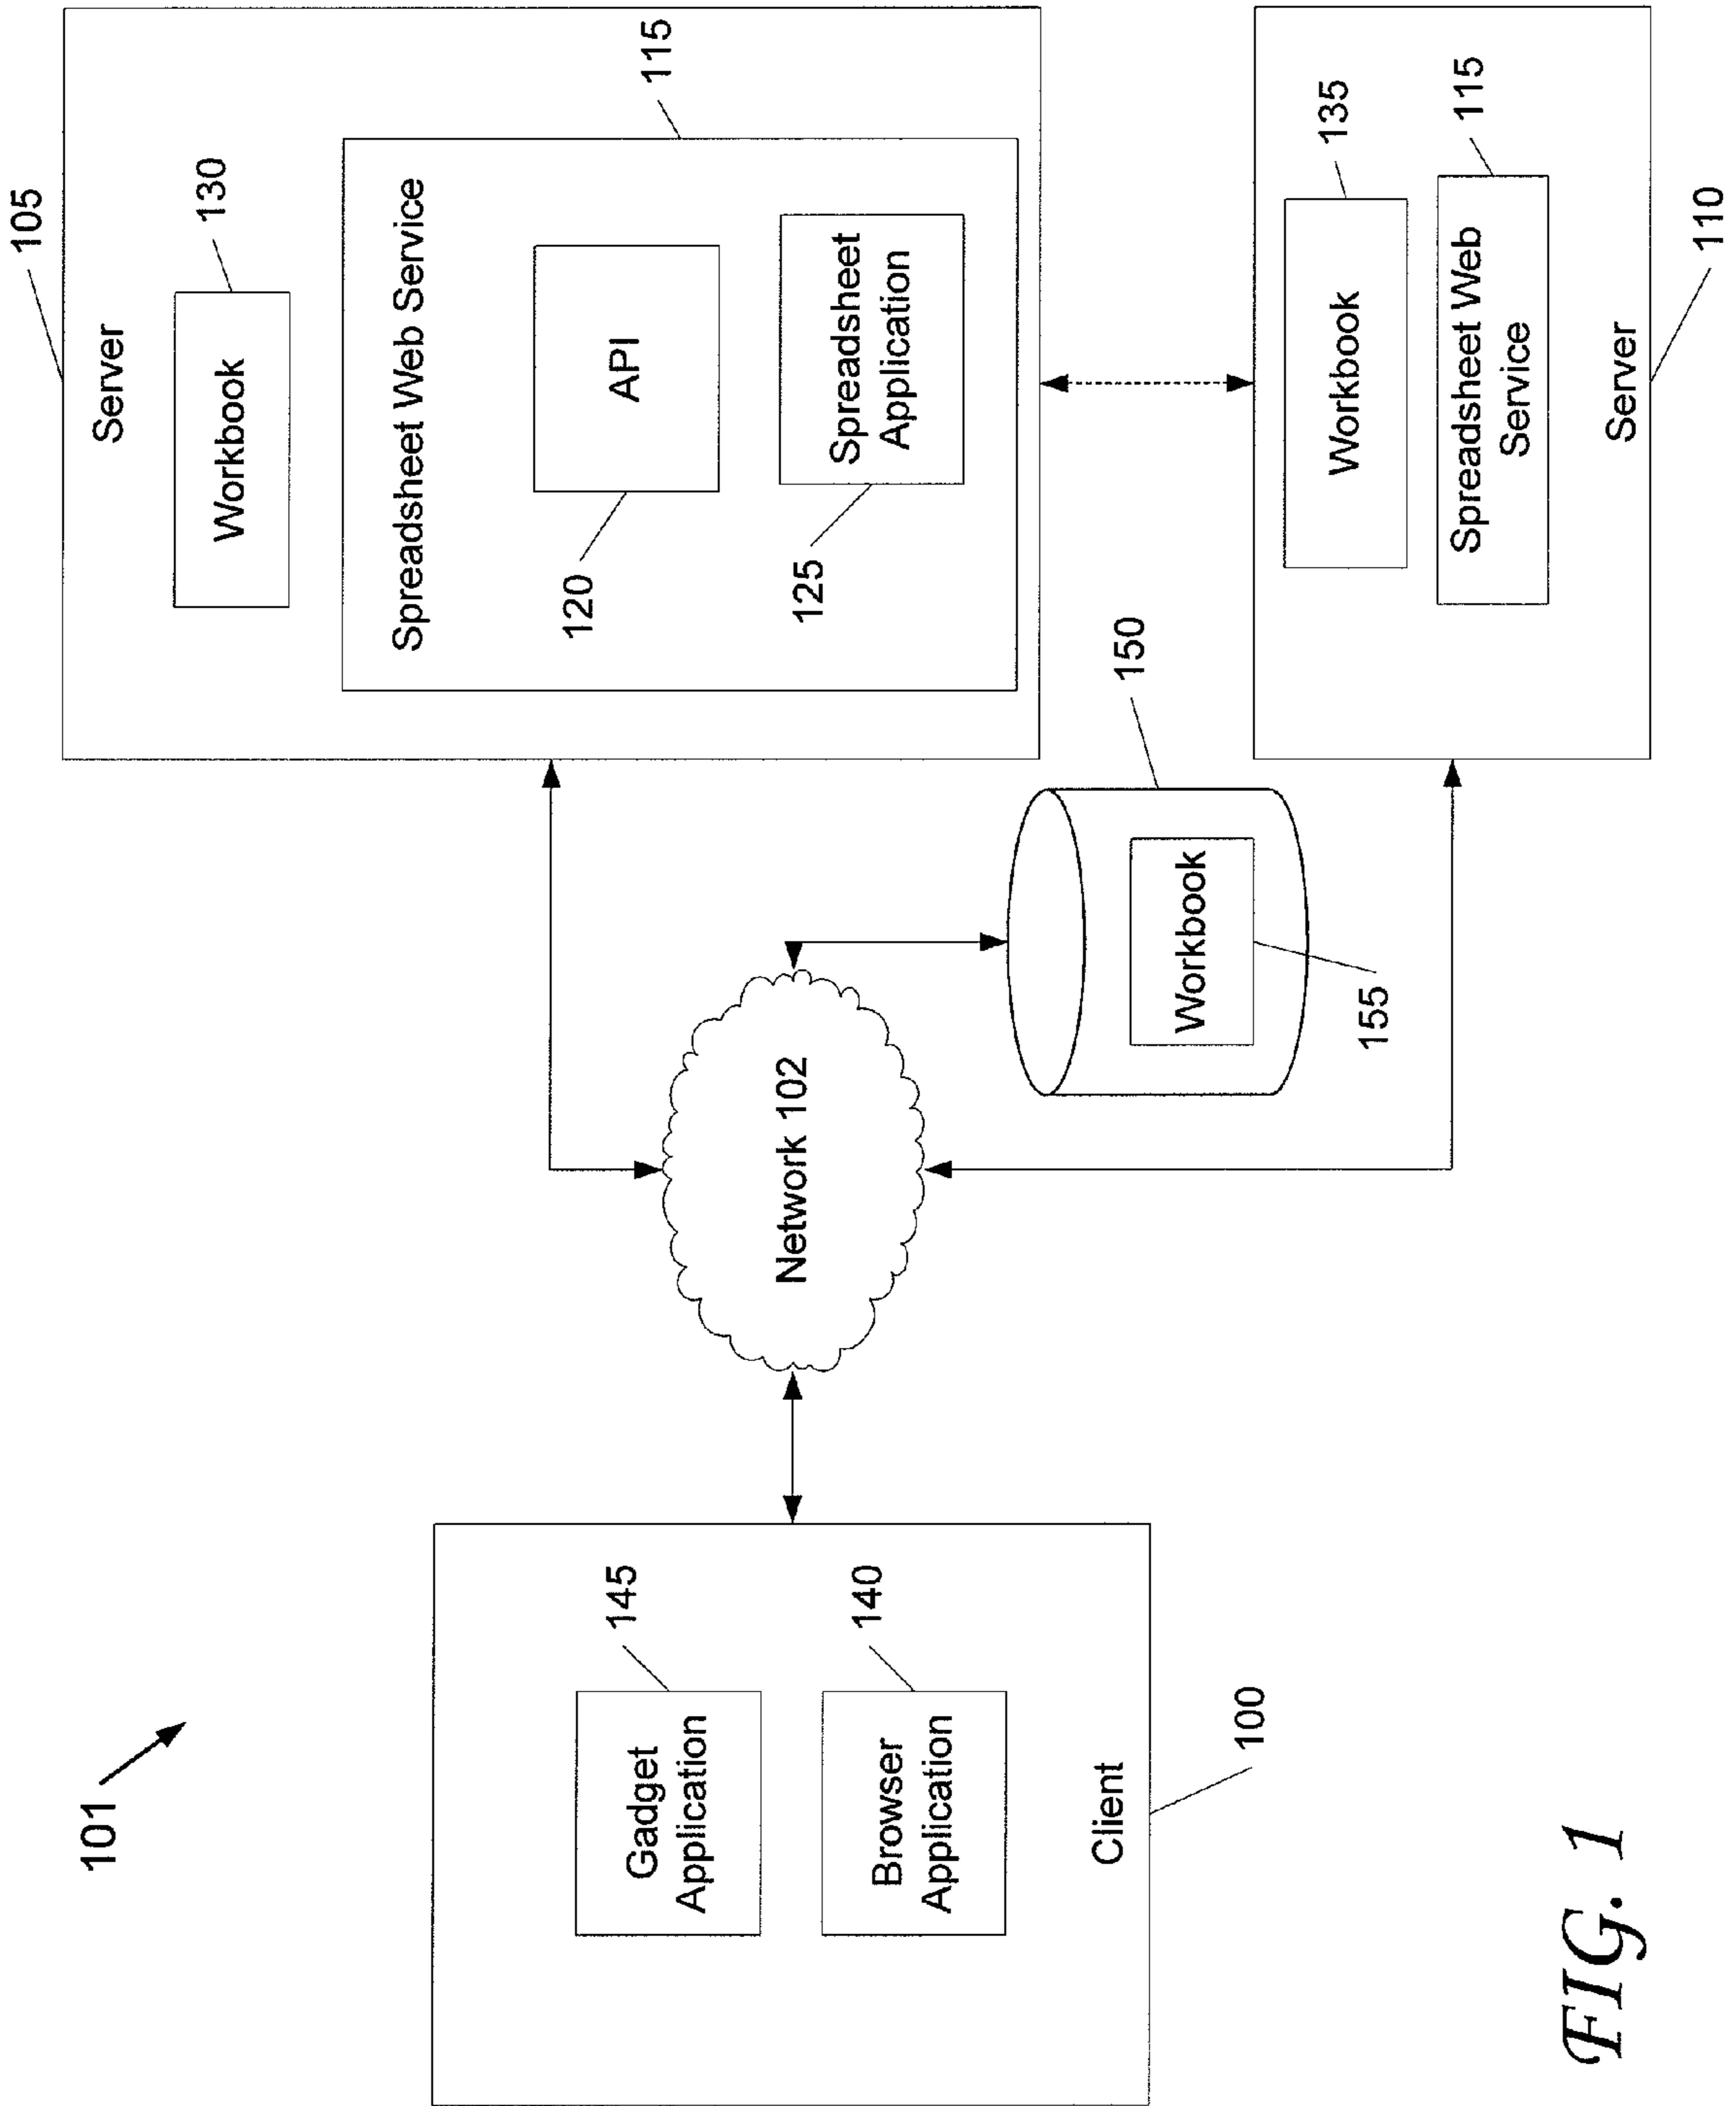 101
Client
100
Gadget
Application
145
Browser
Application
140
Network 102
Workbook
150
155
Server
105
Workbook
130
Spreadsheet Web Service
115
API
120
Spreadsheet
Application
125
Server
110
Workbook
135
Spreadsheet Web
Service
115
FIG. 1